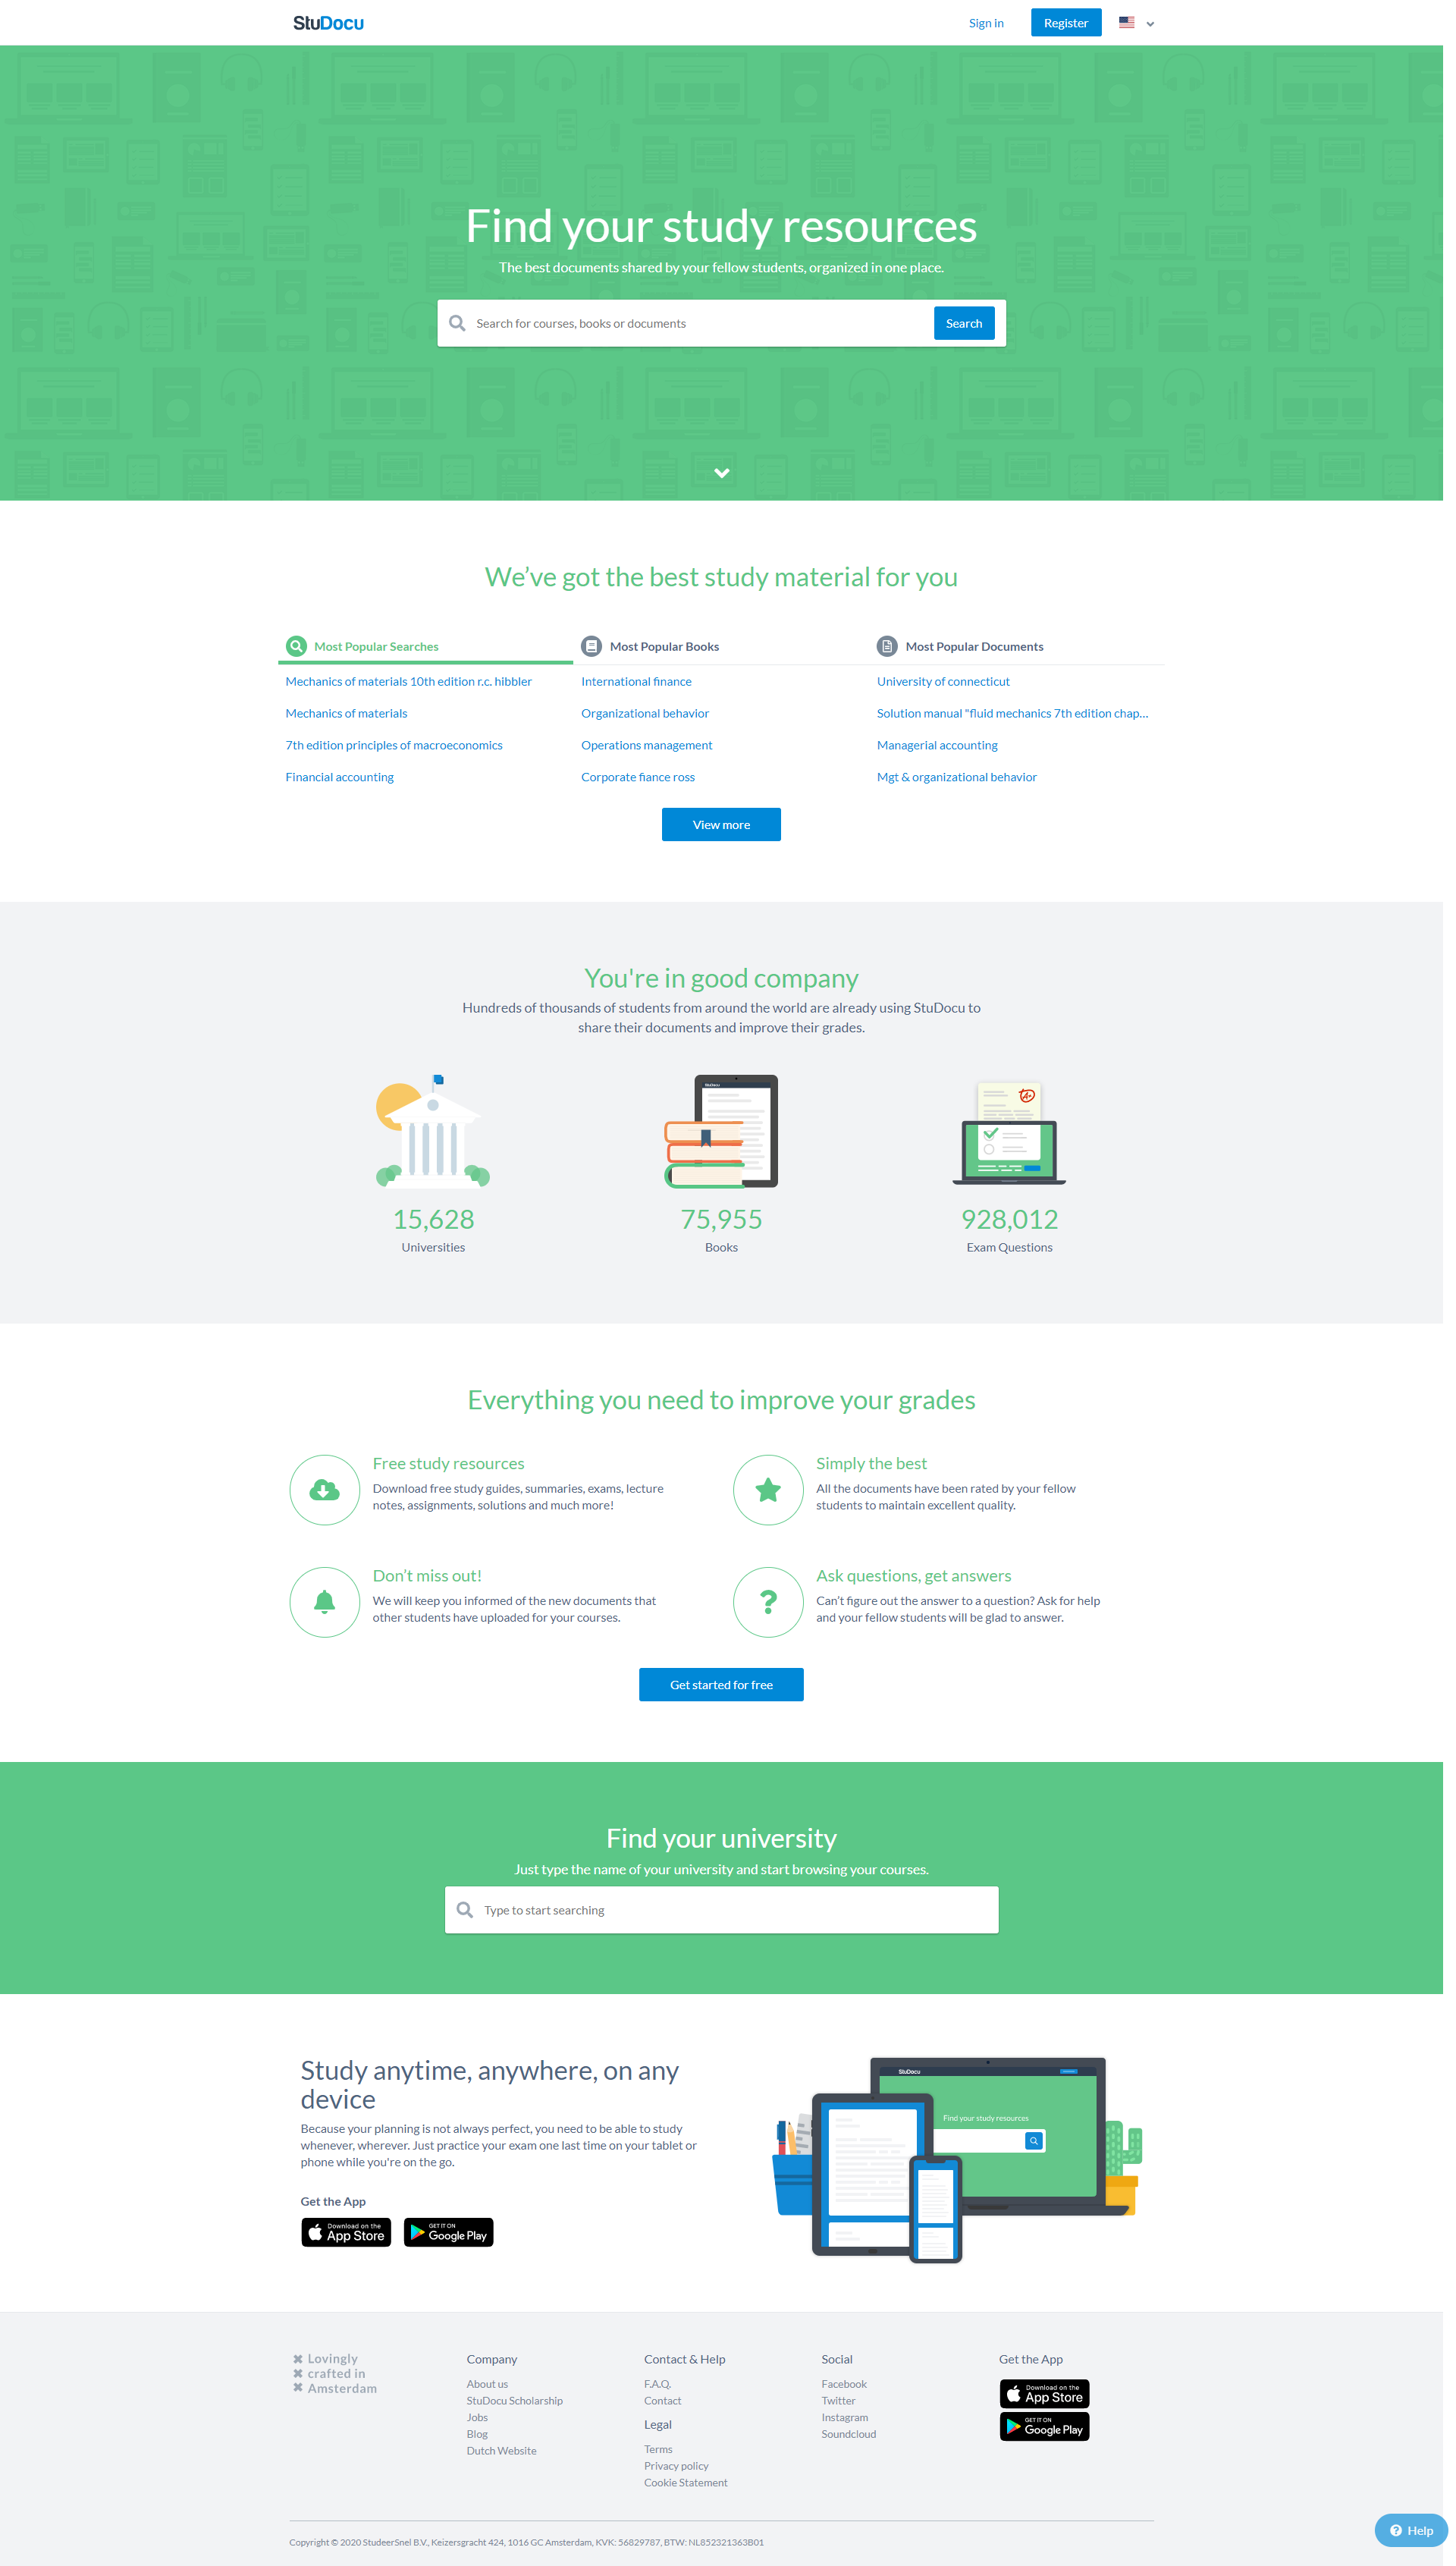 StuDocu
Sign in
Register
Find your study resources
The best documents shared by your fellow students, organized in one place.
Search for courses, books or documents
Search
We’ve got the best study material for you
Most Popular Searches
Mechanics of materials 10th edition r.c. hibbler
Mechanics of materials
7th edition principles of macroeconomics
Financial accounting
Most Popular Books
International finance
Organizational behavior
Operations management
Corporate fiance ross
Most Popular Documents
University of connecticut
Solution manual "fluid mechanics 7th edition chap...
Managerial accounting
Mgt & organizational behavior
View more
You're in good company
Hundreds of thousands of students from around the world are already using StuDocu to
share their documents and improve their grades.
StuDocu
A+
15,628
Universities
75,955
Books
928,012
Exam Questions
Everything you need to improve your grades
Free study resources
Download free study guides, summaries, exams, lecture
notes, assignments, solutions and much more!
Simply the best
All the documents have been rated by your fellow
students to maintain excellent quality.
Don’t miss out!
We will keep you informed of the new documents that
other students have uploaded for your courses.
Ask questions, get answers
Can’t figure out the answer to a question? Ask for help
and your fellow students will be glad to answer.
Get started for free
Find your university
Just type the name of your university and start browsing your courses.
Type to start searching
Study anytime, anywhere, on any
device
Because your planning is not always perfect, you need to be able to study
whenever, wherever. Just practice your exam one last time on your tablet or
phone while you're on the go.
Get the App
Download on the
App Store
GET IT ON
Google Play
StuDocu
Find your study resources
Lovingly
crafted in
Amsterdam
Company
About us
StuDocu Scholarship
Jobs
Blog
Dutch Website
Contact & Help
F.A.Q.
Contact
Legal
Terms
Privacy policy
Cookie Statement
Social
Facebook
Twitter
Instagram
Soundcloud
Get the App
Download on the
App Store
GET IT ON
Google Play
Copyright © 2020 StudeerSnel B.V., Keizersgracht 424, 1016 GC Amsterdam, KVK: 56829787, BTW: NL852321363B01
Help